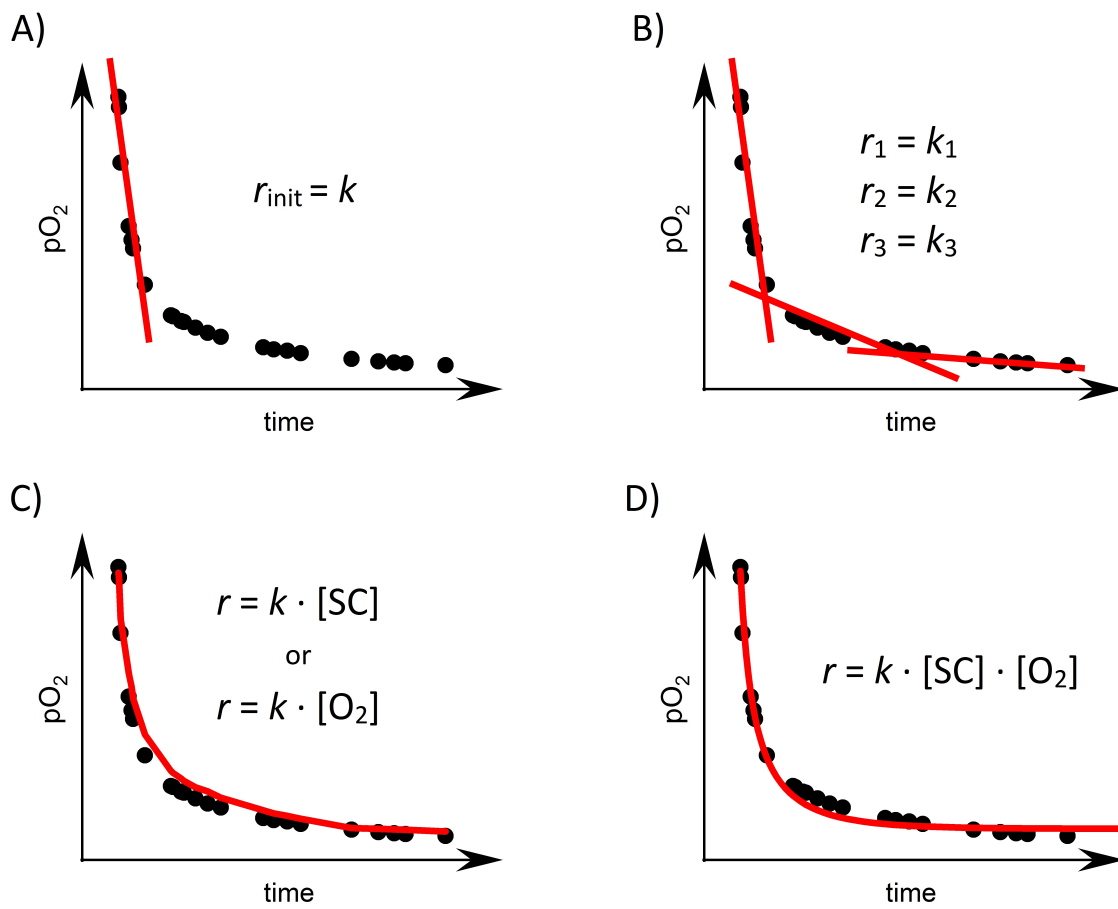 A)
pO₂
r_init = k
time
B)
pO₂
r₁ = k₁
r₂ = k₂
r₃ = k₃
time
C)
pO₂
r = k · [SC]
or
r = k · [O₂]
time
D)
pO₂
r = k · [SC] · [O₂]
time